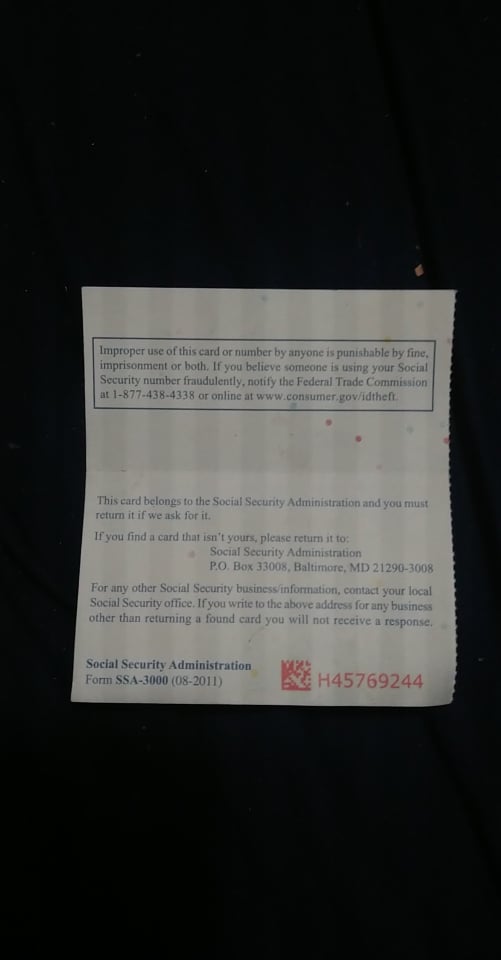 Improper use of this card or number by anyone is punishable by fine,
imprisonment or both. If you believe someone is using your Social
Security number fraudulently, notify the Federal Trade Commission
at 1-877-438-4338 or online at www.consumer.gov/idtheft.
This card belongs to the Social Security Administration and you must
return it if we ask for it.
If you find a card that isn't yours, please return it to:
Social Security Administration
P.O. Box 33008, Baltimore, MD 21290-3008
For any other Social Security business/information, contact your local
Social Security office. If you write to the above address for any business
other than returning a found card you will not receive a response.
Social Security Administration
Form SSA-3000 (08-2011)
H45769244